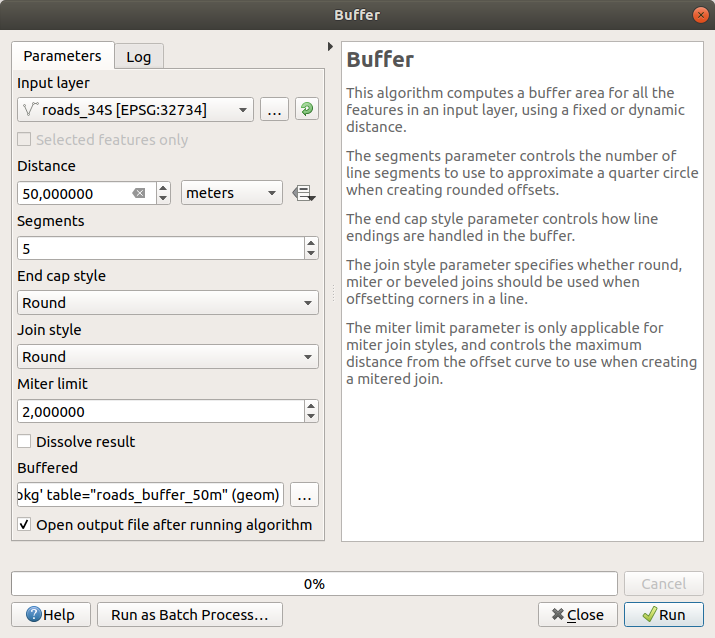 Buffer
Parameters
Log
Input layer
roads_34S [EPSG:32734]
...
Selected features only
Distance
50,000000
meters
Segments
5
End cap style
Round
Join style
Round
Miter limit
2,000000
Dissolve result
Buffered
okg' table="roads_buffer_50m" (geom)
...
Open output file after running algorithm
Buffer
This algorithm computes a buffer area for all the
features in an input layer, using a fixed or dynamic
distance.
The segments parameter controls the number of
line segments to use to approximate a quarter circle
when creating rounded offsets.
The end cap style parameter controls how line
endings are handled in the buffer.
The join style parameter specifies whether round,
miter or beveled joins should be used when
offsetting corners in a line.
The miter limit parameter is only applicable for
miter join styles, and controls the maximum
distance from the offset curve to use when creating
a mitered join.
0%
Cancel
Help
Run as Batch Process…
Close
Run